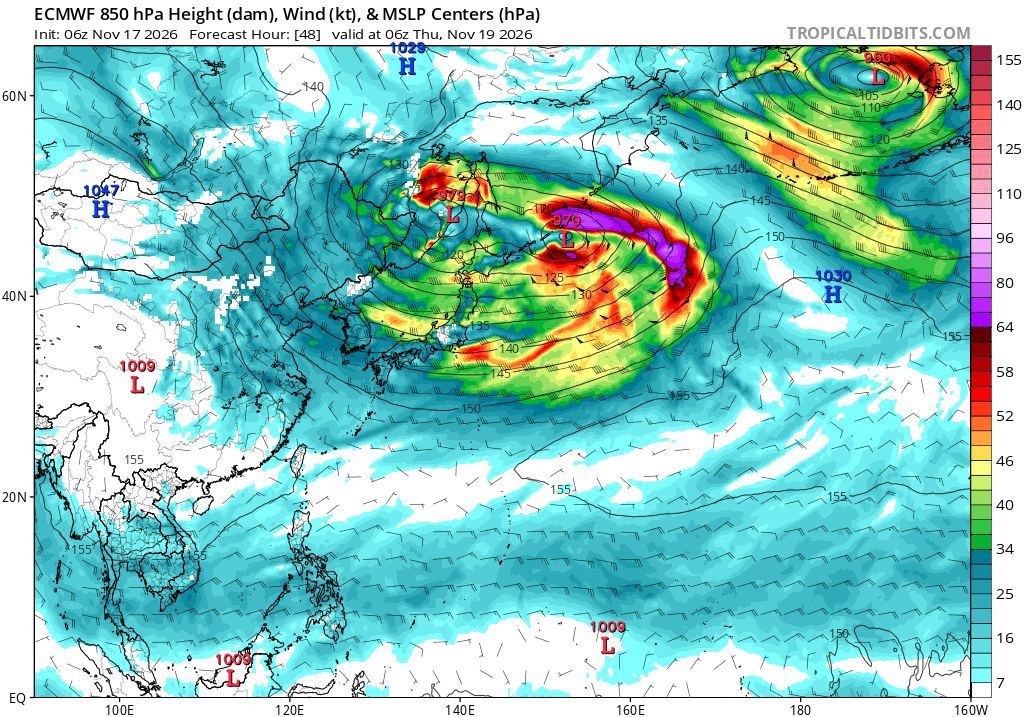 ECMWF 850 hPa Height (dam), Wind (kt), & MSLP Centers (hPa)
Init: 06z Nov 17 2026 Forecast Hour: [48] valid at 06z Thu, Nov 19 2026
TROPICALTIDBITS.COM
1029
H
960
L
155
140
105
60N
110
140
135
120
125
130
140
1047
H
979
L
145
110
120
979
L
150
96
120
125
1030
H
80
40N
130
135
155
64
140
1009
L
145
58
155
150
52
155
46
155
20N
155
40
155
155
34
25
1009
L
150
16
1009
L
7
EQ
100E
120E
140E
160E
180
160W